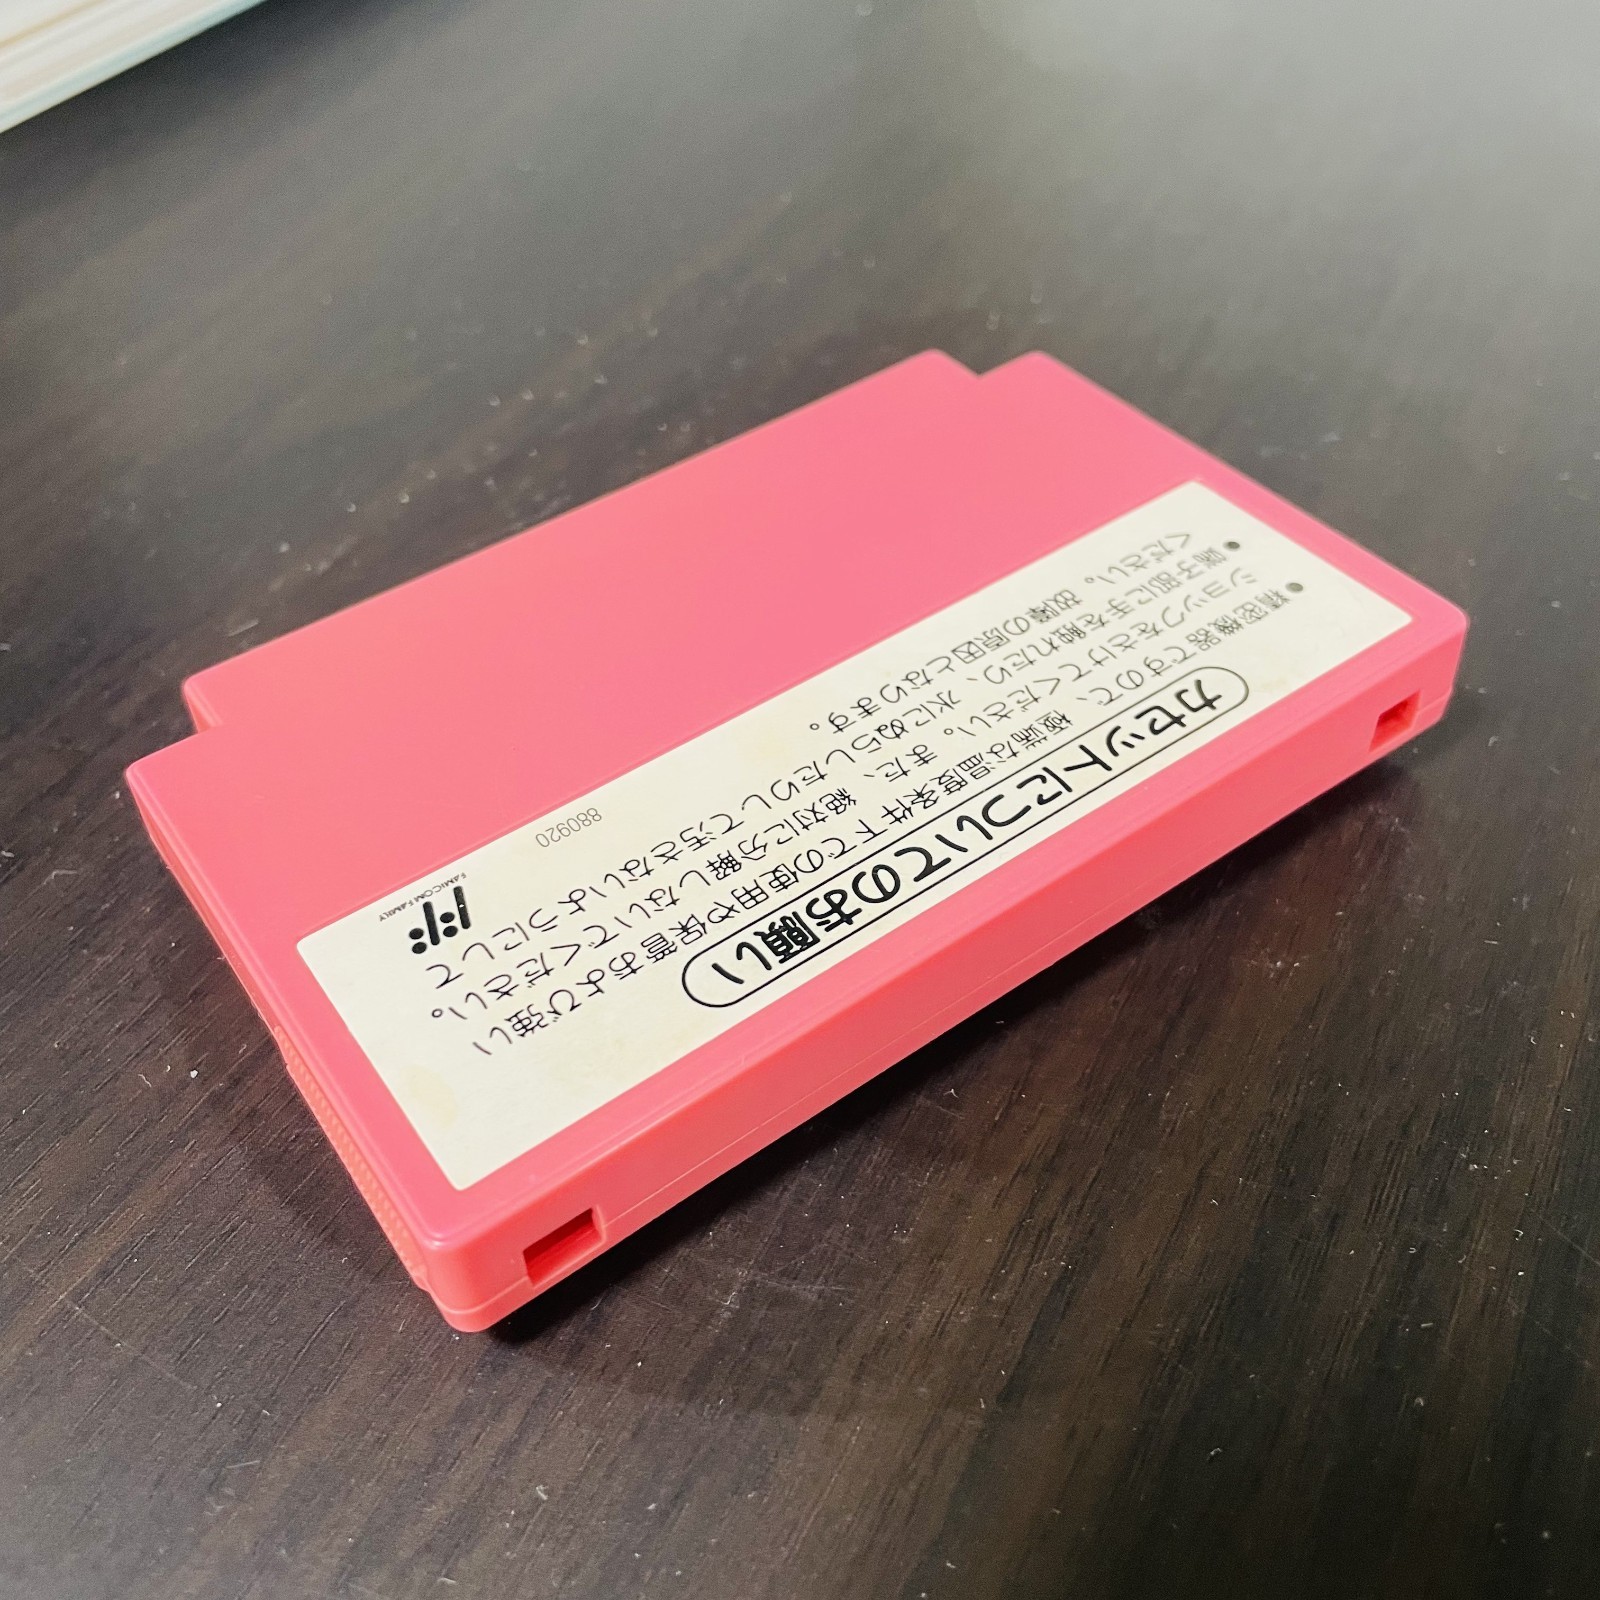 カセットについてのお願い
●精密機器ですので、極端な温度条件下での使用や保管および強い
ショックをさけてください。また、絶対に分解しないでください。
●端子部に手を触れたり、水にぬらしたりして汚さないようにして
ください。故障の原因となります。
880920
FAMICOM FAMILY